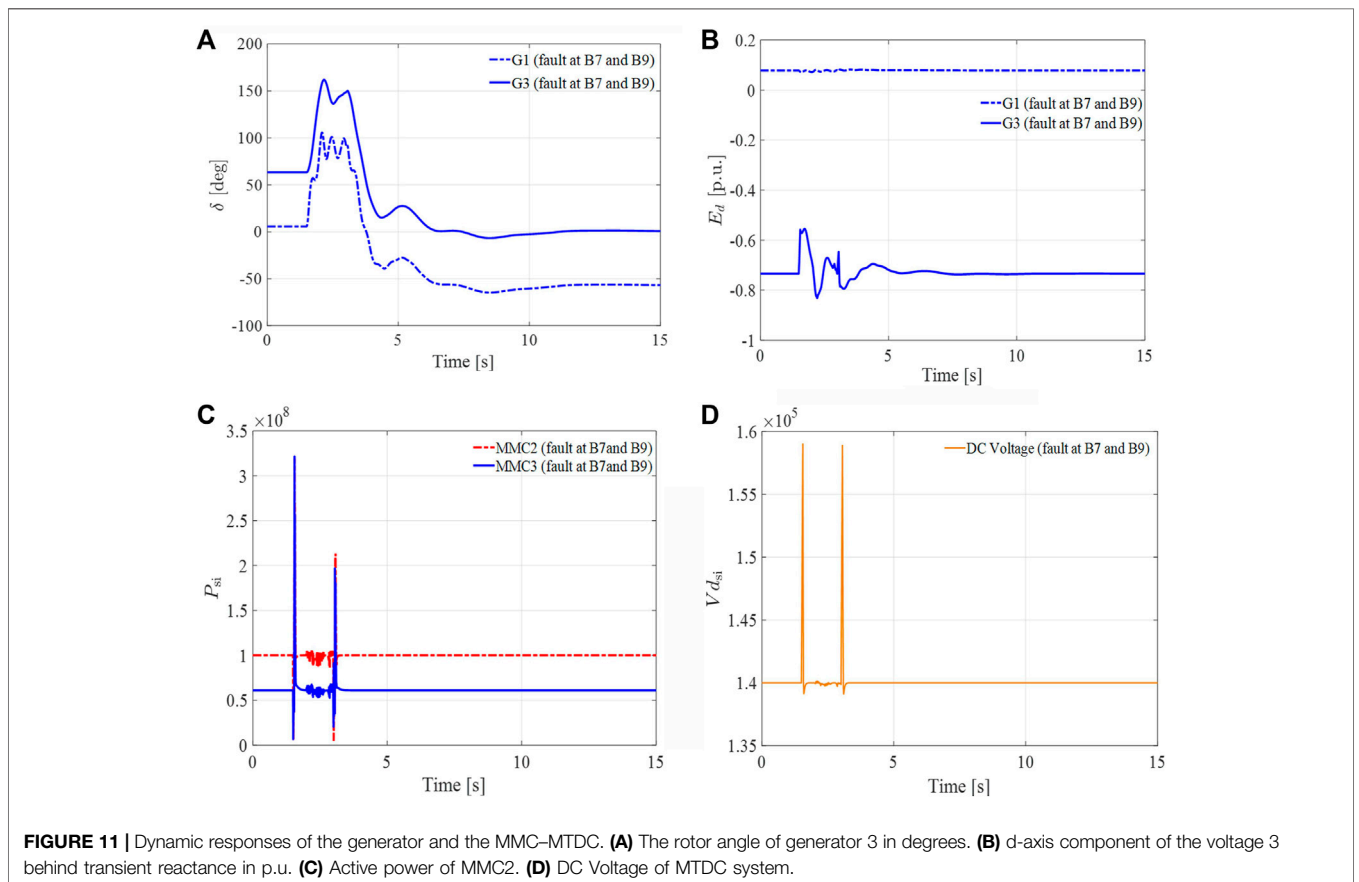 A
200
150
100
50
0
-50
-100
δ [deg]
G1 (fault at B7 and B9)
G3 (fault at B7 and B9)
0 5 10 15
Time [s]
B
0.2
0
-0.2
-0.4
-0.6
-0.8
-1
E_d [p.u.]
G1 (fault at B7 and B9)
G3 (fault at B7 and B9)
0 5 10 15
Time [s]
C
×10^8
3.5
3
2.5
2
1.5
1
0.5
0
P_si
MMC2 (fault at B7and B9)
MMC3 (fault at B7and B9)
0 5 10 15
Time [s]
D
×10^5
1.6
1.55
1.5
1.45
1.4
1.35
Vd_si
DC Voltage (fault at B7 and B9)
0 5 10 15
Time [s]
FIGURE 11 | Dynamic responses of the generator and the MMC–MTDC. (A) The rotor angle of generator 3 in degrees. (B) d-axis component of the voltage 3
behind transient reactance in p.u. (C) Active power of MMC2. (D) DC Voltage of MTDC system.